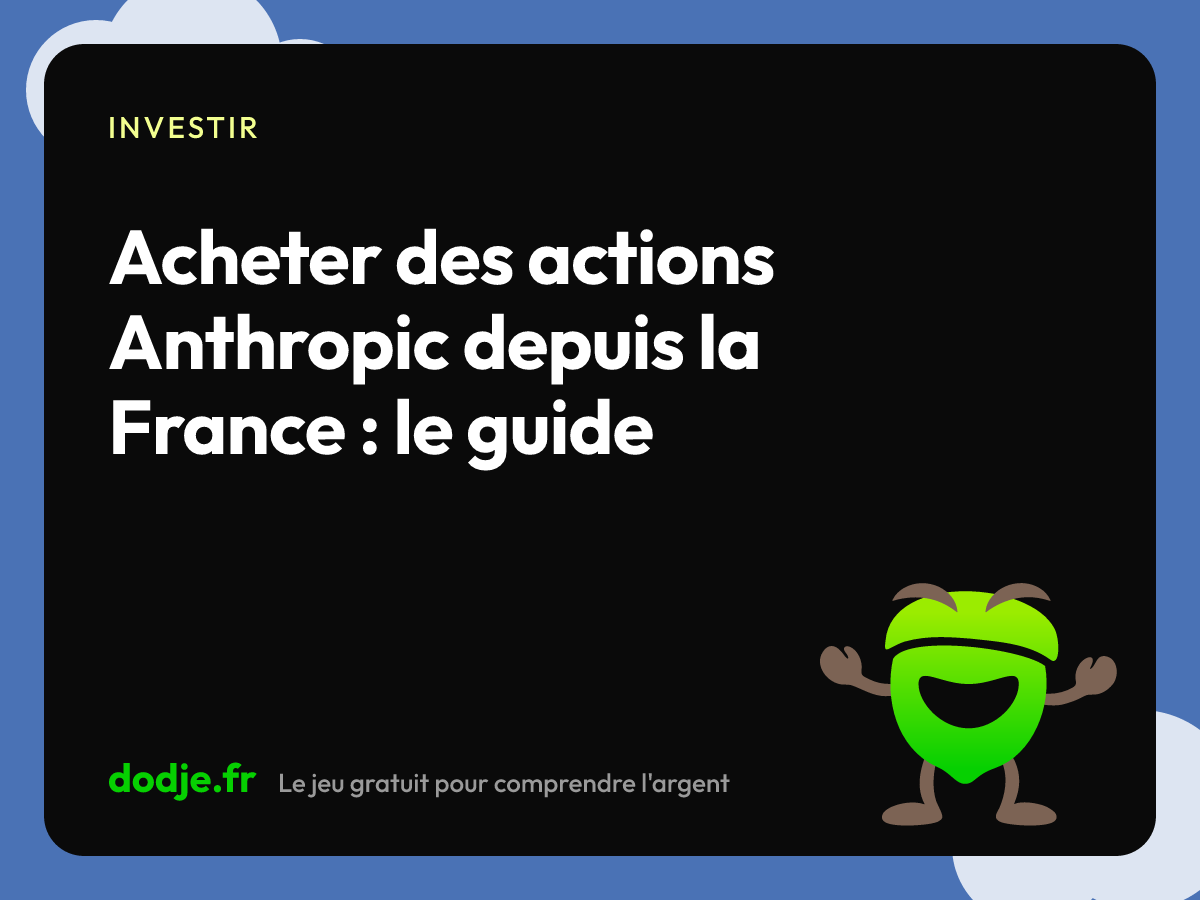 INVESTIR
Acheter des actions
Anthropic depuis la
France : le guide
dodje.fr Le jeu gratuit pour comprendre l'argent